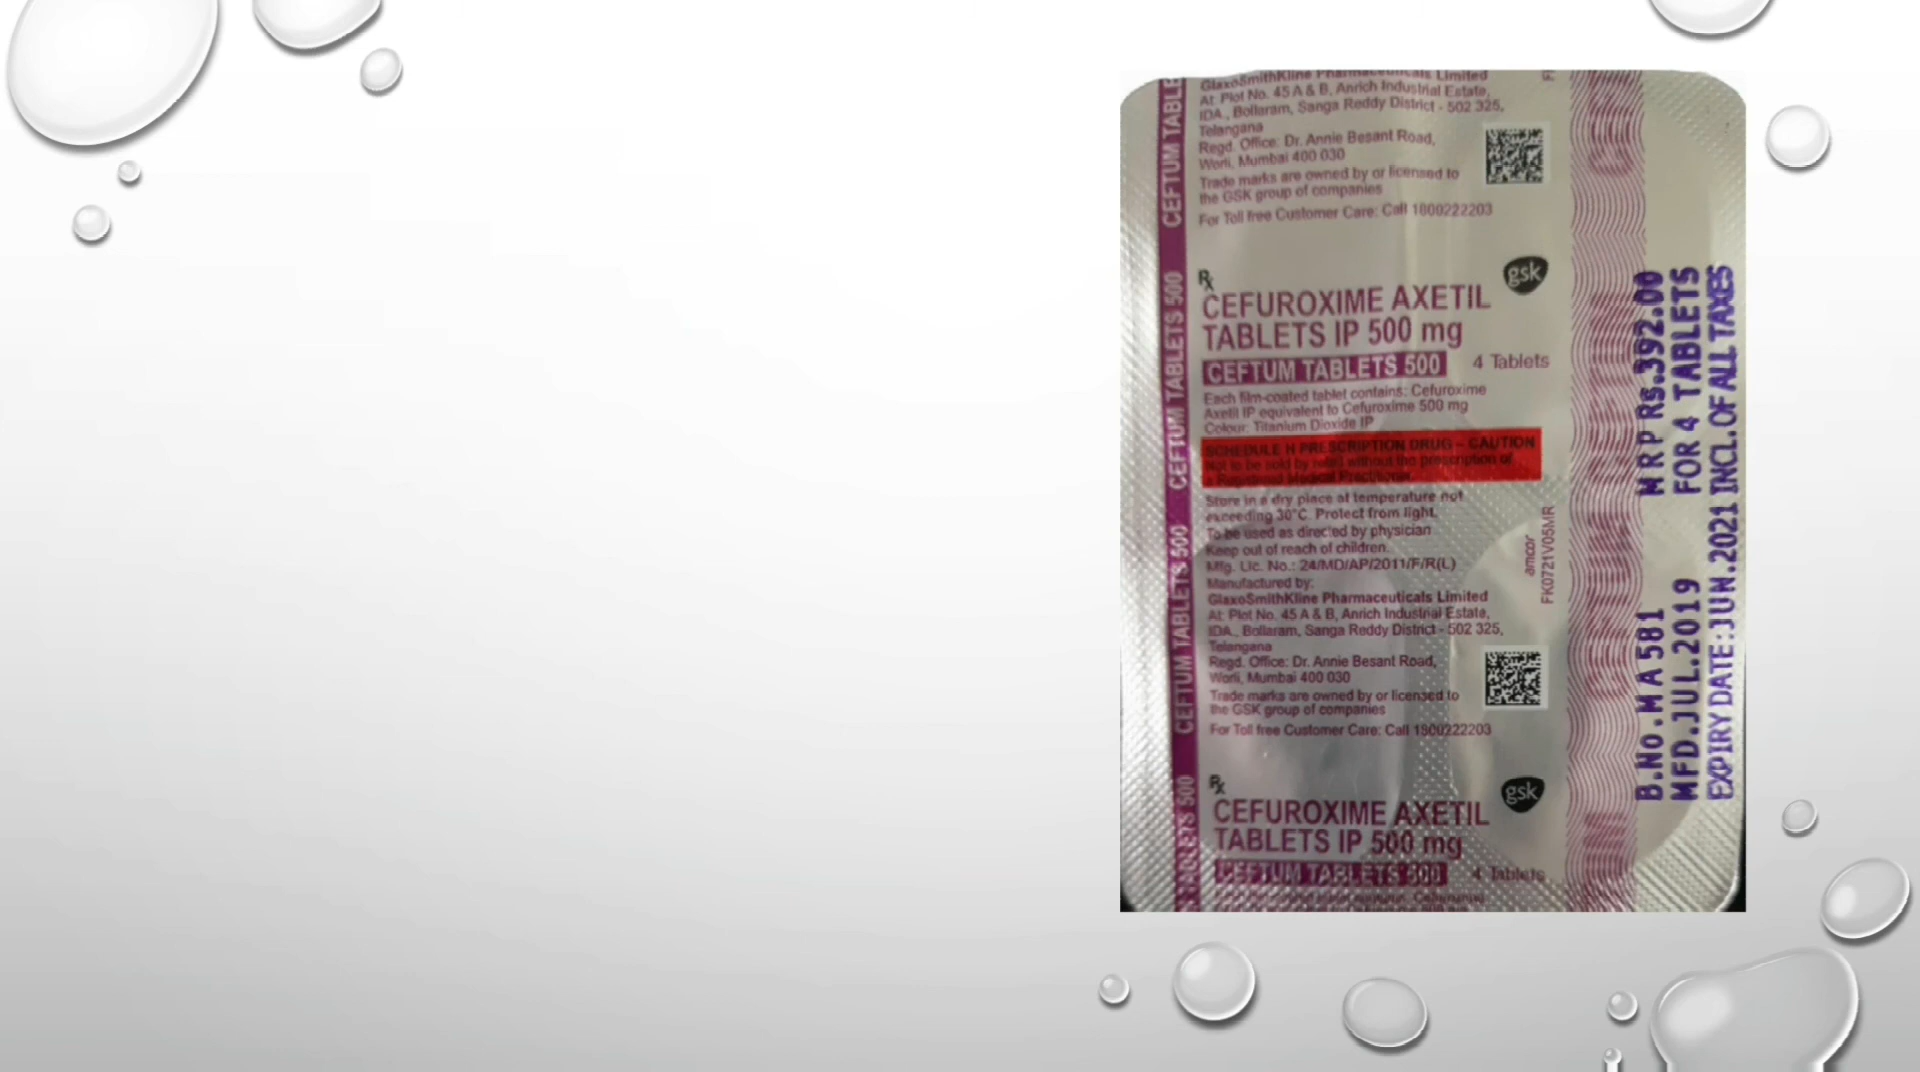 CEFTUM TABLE
GlaxoSmithKline Pharmaceuticals Limited
At: Plot No. 45 A & B, Anrich Industrial Estate,
IDA., Bollaram, Sanga Reddy District - 502 325,
Telangana
Regd. Office: Dr. Annie Besant Road,
Worli, Mumbai 400 030
Trade marks are owned by or licensed to
the GSK group of companies
For Toll free Customer Care: Call 1800222203
CEFTUM TABLETS 500
Rx
gsk
CEFUROXIME AXETIL
TABLETS IP 500 mg
CEFTUM TABLETS 500
4 Tablets
Each film-coated tablet contains: Cefuroxime
Axetil IP equivalent to Cefuroxime 500 mg
Colour: Titanium Dioxide IP
SCHEDULE H PRESCRIPTION DRUG – CAUTION
Not to be sold by retail without the prescription of
a Registered Medical Practitioner.
Store in a dry place at temperature not
exceeding 30°C. Protect from light.
To be used as directed by physician
Keep out of reach of children.
Mfg. Lic. No.: 24/MD/AP/2011/F/R(L)
Manufactured by:
GlaxoSmithKline Pharmaceuticals Limited
At: Plot No. 45 A & B, Anrich Industrial Estate,
IDA., Bollaram, Sanga Reddy District - 502 325,
Telangana
Regd. Office: Dr. Annie Besant Road,
Worli, Mumbai 400 030
Trade marks are owned by or licensed to
the GSK group of companies
For Toll free Customer Care: Call 1800222203
amcor
FK0721V05MR
CEFTUM TABLETS 500
Rx
gsk
CEFUROXIME AXETIL
TABLETS IP 500 mg
CEFTUM TABLETS 500
4 Tablets
TABLETS 500
B.No.MA581 MRP Rs.392.00
MFD.JUL.2019 FOR 4 TABLETS
EXPIRY DATE:JUN.2021 INCL.OF ALL TAXES